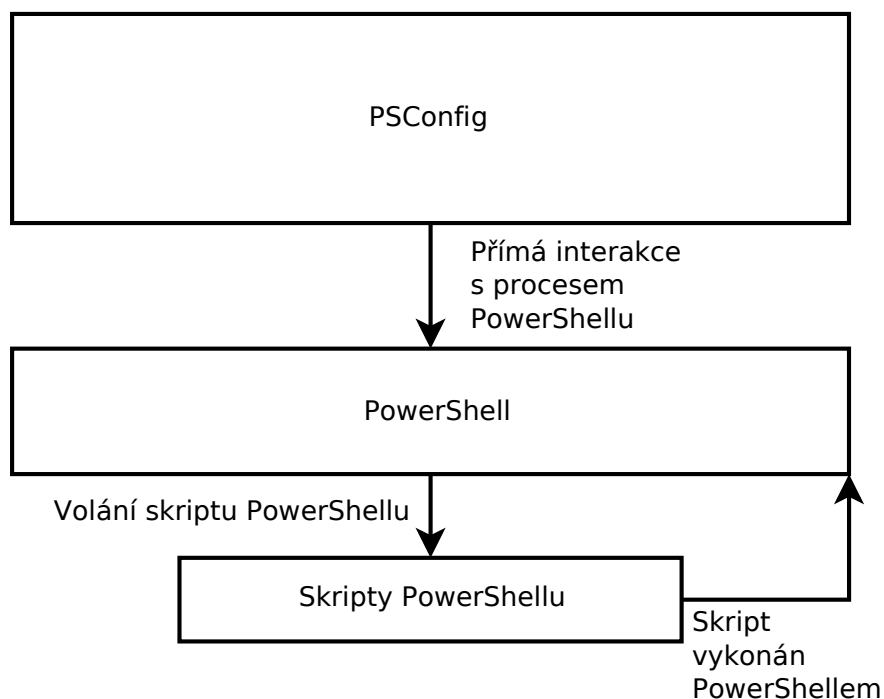 PSConfig
Přímá interakce
s procesem
PowerShellu
PowerShell
Volání skriptu PowerShellu
Skripty PowerShellu
Skript
vykonán
PowerShellem